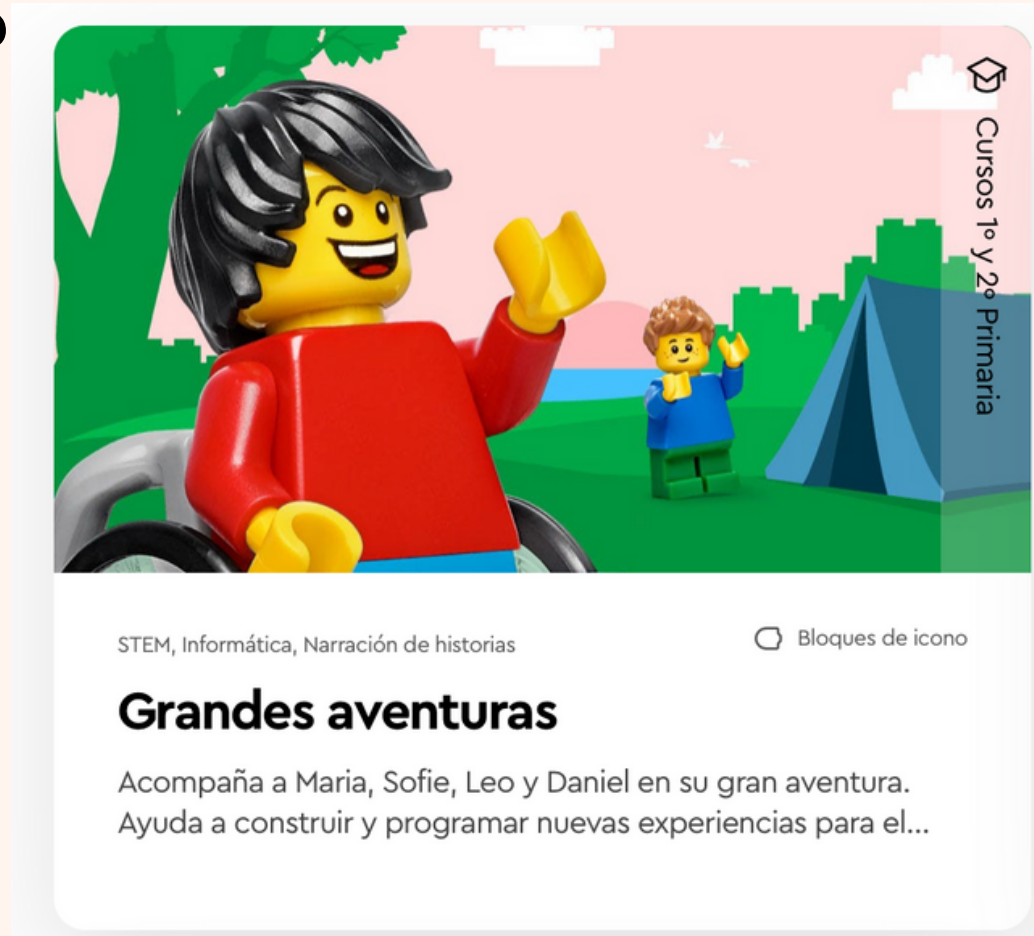 Cursos 1º y 2º Primaria
STEM, Informática, Narración de historias
Bloques de icono
Grandes aventuras
Acompaña a Maria, Sofie, Leo y Daniel en su gran aventura.
Ayuda a construir y programar nuevas experiencias para el...